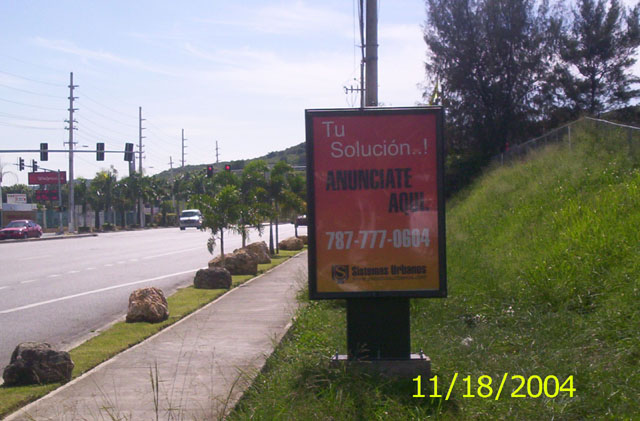 Tu
Solución..!
ANUNCIATE
AQUI.
787-777-0604
Sistemas Urbanos
11/18/2004